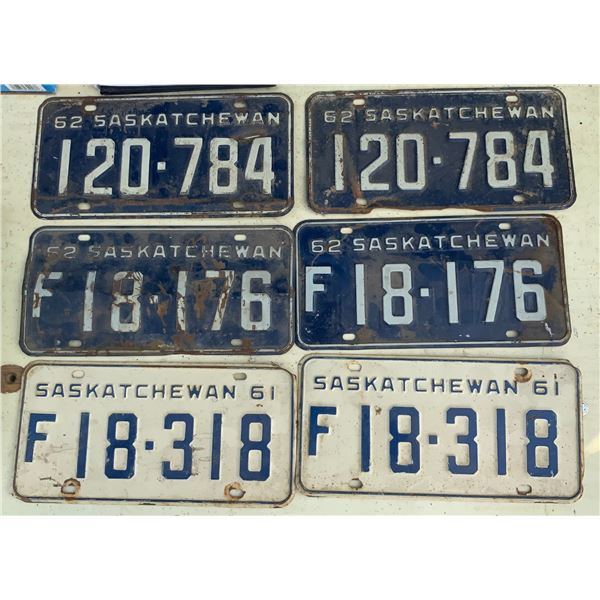 62 SASKATCHEWAN
120·784
62 SASKATCHEWAN
120·784
62 SASKATCHEWAN
F18·176
62 SASKATCHEWAN
F18·176
SASKATCHEWAN 61
F18·318
SASKATCHEWAN 61
F18·318